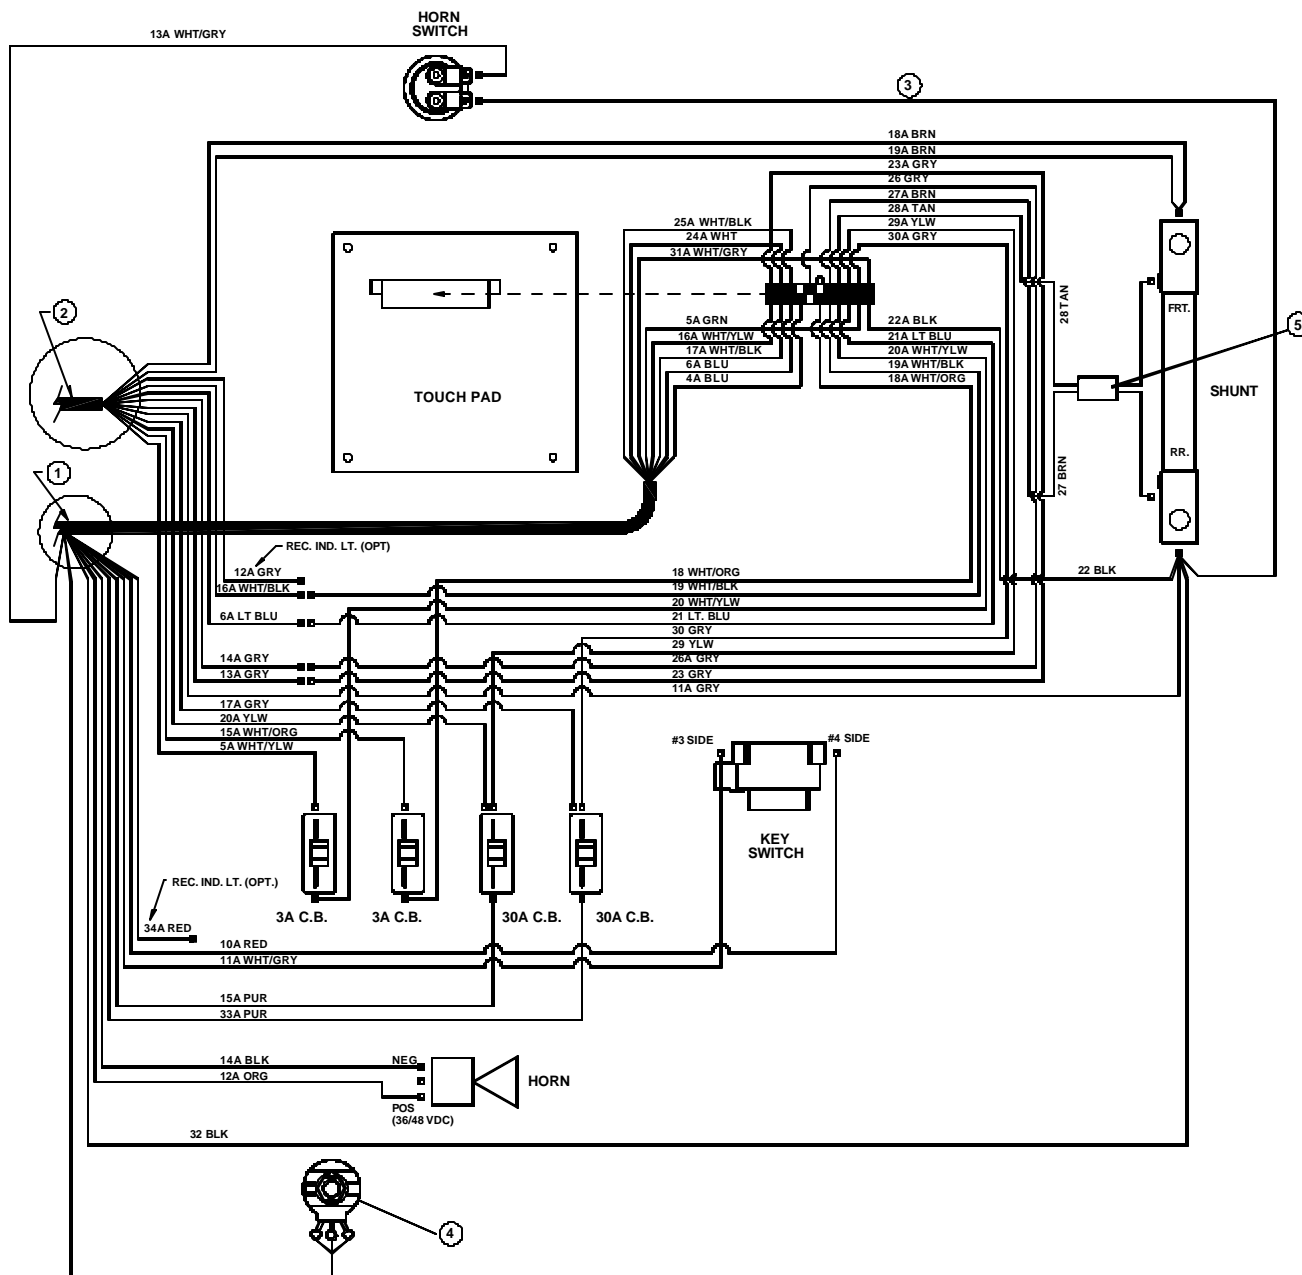 HORN
SWITCH
13A WHT/GRY
3
18A BRN
19A BRN
23A GRY
26 GRY
27A BRN
28A TAN
29A YLW
30A GRY
25A WHT/BLK
24A WHT
31A WHT/GRY
2
28 TAN
FRT.
5
5A GRN
16A WHT/YLW
17A WHT/BLK
6A BLU
4A BLU
22A BLK
21A LT BLU
20A WHT/YLW
19A WHT/BLK
18A WHT/ORG
TOUCH PAD
SHUNT
RR.
27 BRN
1
REC. IND. LT. (OPT)
12A GRY
16A WHT/BLK
6A LT BLU
14A GRY
13A GRY
17A GRY
20A YLW
15A WHT/ORG
5A WHT/YLW
18 WHT/ORG
19 WHT/BLK
20 WHT/YLW
21 LT. BLU
30 GRY
29 YLW
26A GRY
23 GRY
11A GRY
22 BLK
#3 SIDE
#4 SIDE
KEY
SWITCH
REC. IND. LT. (OPT.)
3A C.B.
3A C.B.
30A C.B.
30A C.B.
34A RED
10A RED
11A WHT/GRY
15A PUR
33A PUR
14A BLK
NEG
12A ORG
HORN
POS
(36/48 VDC)
32 BLK
4